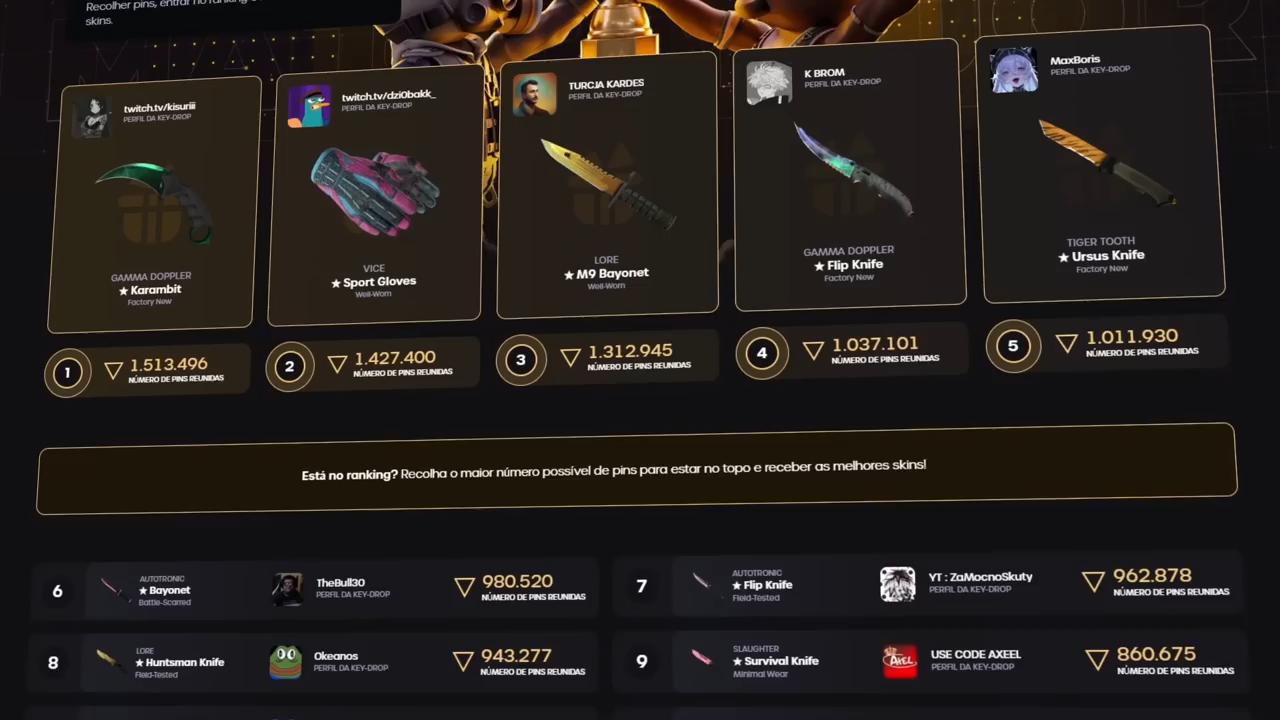 Recolher pins, entrar no ranking
skins.
twitch.tv/kisuriii
PERFIL DA KEY-DROP
GAMMA DOPPLER
★ Karambit
Factory New
1
1.513.496
NÚMERO DE PINS REUNIDAS
twitch.tv/dzi0bakk_
PERFIL DA KEY-DROP
VICE
★ Sport Gloves
Well-Worn
2
1.427.400
NÚMERO DE PINS REUNIDAS
TURCJA KARDES
PERFIL DA KEY-DROP
LORE
★ M9 Bayonet
Well-Worn
3
1.312.945
NÚMERO DE PINS REUNIDAS
K BROM
PERFIL DA KEY-DROP
GAMMA DOPPLER
★ Flip Knife
Factory New
4
1.037.101
NÚMERO DE PINS REUNIDAS
MaxBoris
PERFIL DA KEY-DROP
TIGER TOOTH
★ Ursus Knife
Factory New
5
1.011.930
NÚMERO DE PINS REUNIDAS
Está no ranking? Recolha o maior número possível de pins para estar no topo e receber as melhores skins!
6
AUTOTRONIC
★ Bayonet
Battle-Scarred
TheBull30
PERFIL DA KEY-DROP
980.520
NÚMERO DE PINS REUNIDAS
7
AUTOTRONIC
★ Flip Knife
Field-Tested
YT : ZaMocnoSkuty
PERFIL DA KEY-DROP
962.878
NÚMERO DE PINS REUNIDAS
8
LORE
★ Huntsman Knife
Field-Tested
Okeanos
PERFIL DA KEY-DROP
943.277
NÚMERO DE PINS REUNIDAS
9
SLAUGHTER
★ Survival Knife
Minimal Wear
AXEL
USE CODE AXEEL
PERFIL DA KEY-DROP
860.675
NÚMERO DE PINS REUNIDAS